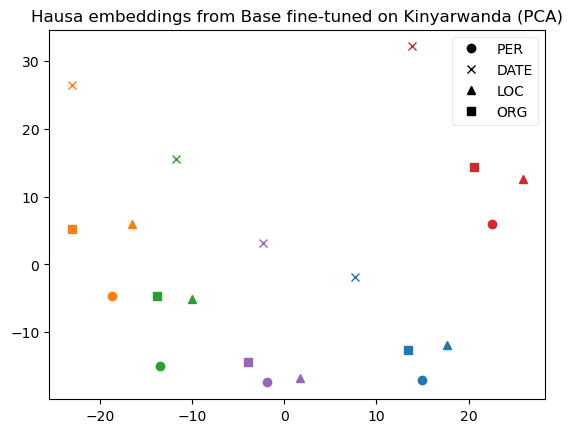 Hausa embeddings from Base fine-tuned on Kinyarwanda (PCA)
PER
DATE
LOC
ORG
30
20
10
0
−10
−20
−10
0
10
20